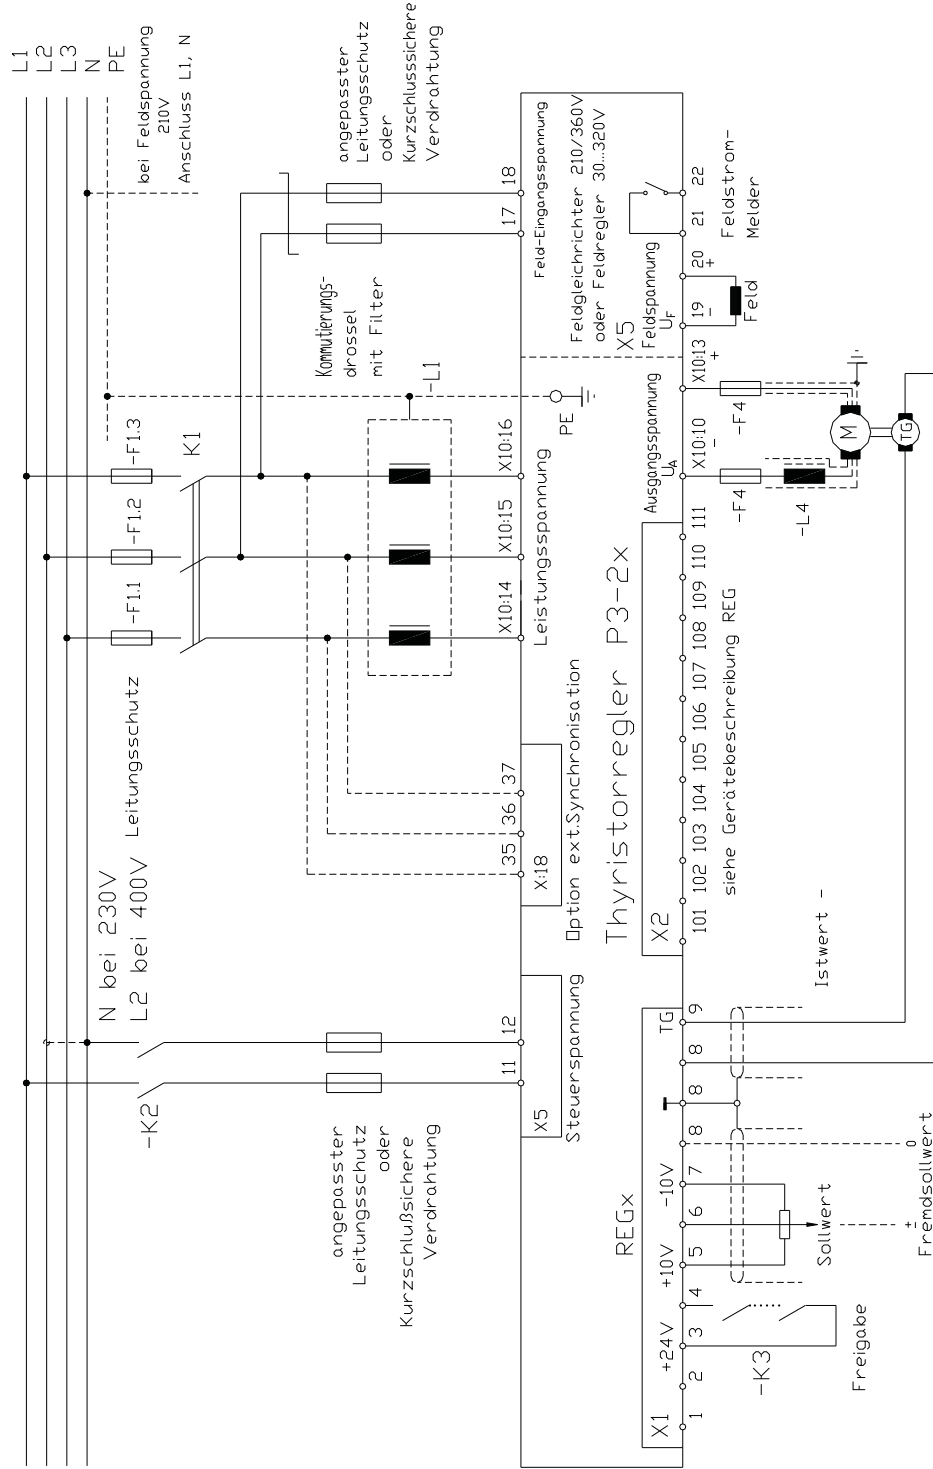 L1
L2
L3
N
PE
bei Feldspannung
210V
Anschluss L1, N
N bei 230V
L2 bei 400V
Leitungsschutz
-F1.1
-F1.2
-F1.3
-K2
K1
angepasster
Leitungsschutz
oder
Kurzschlußsichere
Verdrahtung
Kommutierungs-
drossel
mit Filter
-L1
angepasster
Leitungsschutz
oder
Kurzschlusssichere
Verdrahtung
11
12
35
36
37
X10:14
X10:15
X10:16
PE
17
18
X5
Steuerspannung
X:18
Option ext.Synchronisation
Leistungsspannung
Feld-Eingangsspannung
Feldgleichrichter 210/360V
oder Feldregler 30...320V
X5
Thyristorregler P3-2x
REGx
X1
+24V
+10V
-10V
TG
X2
Ausgangsspannung
UA
Feldspannung
UF
1
2
3
4
5
6
7
8
8
8
9
101
102
103
104
105
106
107
108
109
110
111
X10:10
-
X10:13
+
19
-
20
+
21
22
siehe Gerätebeschreibung REG
-F4
-F4
Feld
Feldstrom-
Melder
-K3
-L4
Sollwert
Istwert -
M
TG
Freigabe
±
0
Fremdsollwert